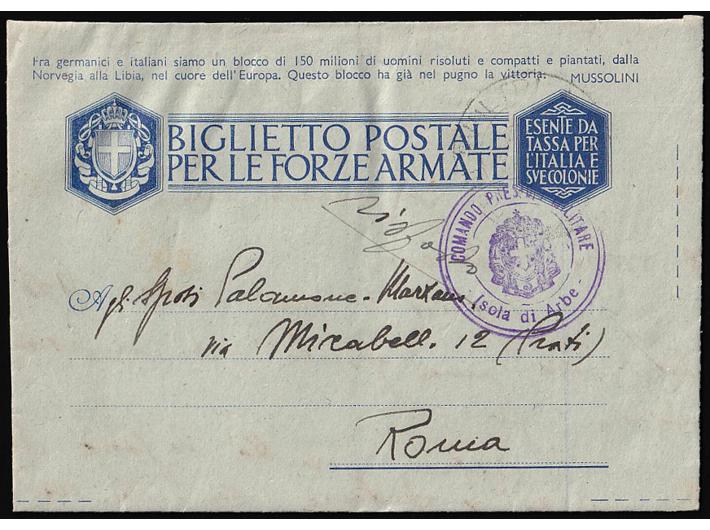 Fra germanici e italiani siamo un blocco di 150 milioni di uomini risoluti e compatti e piantati, dalla
Norvegia alla Libia, nel cuore dell'Europa. Questo blocco ha già nel pugno la vittoria. MUSSOLINI
BIGLIETTO POSTALE
PER LE FORZE ARMATE
ESENTE DA
TASSA PER
L'ITALIA E
SVE COLONIE
COMANDO MILITARE
Isola di Arbe
Agli Sposi Palamone-
via Mirabell. 12 (Prati)
Roma